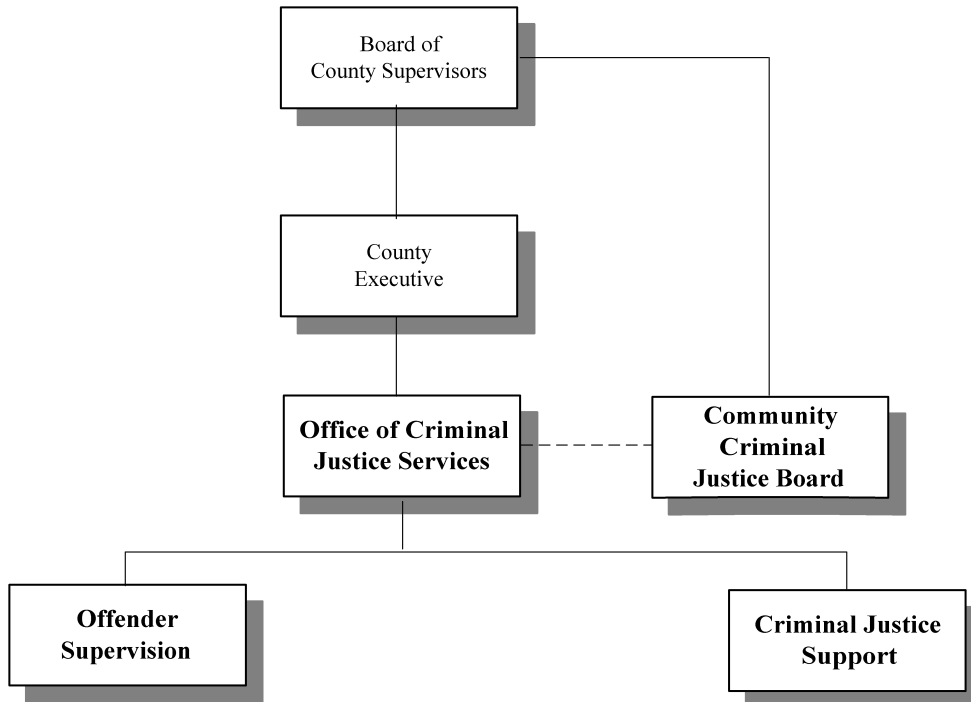 Board of
County Supervisors
County
Executive
Office of Criminal
Justice Services
Community
Criminal
Justice Board
Offender
Supervision
Criminal Justice
Support